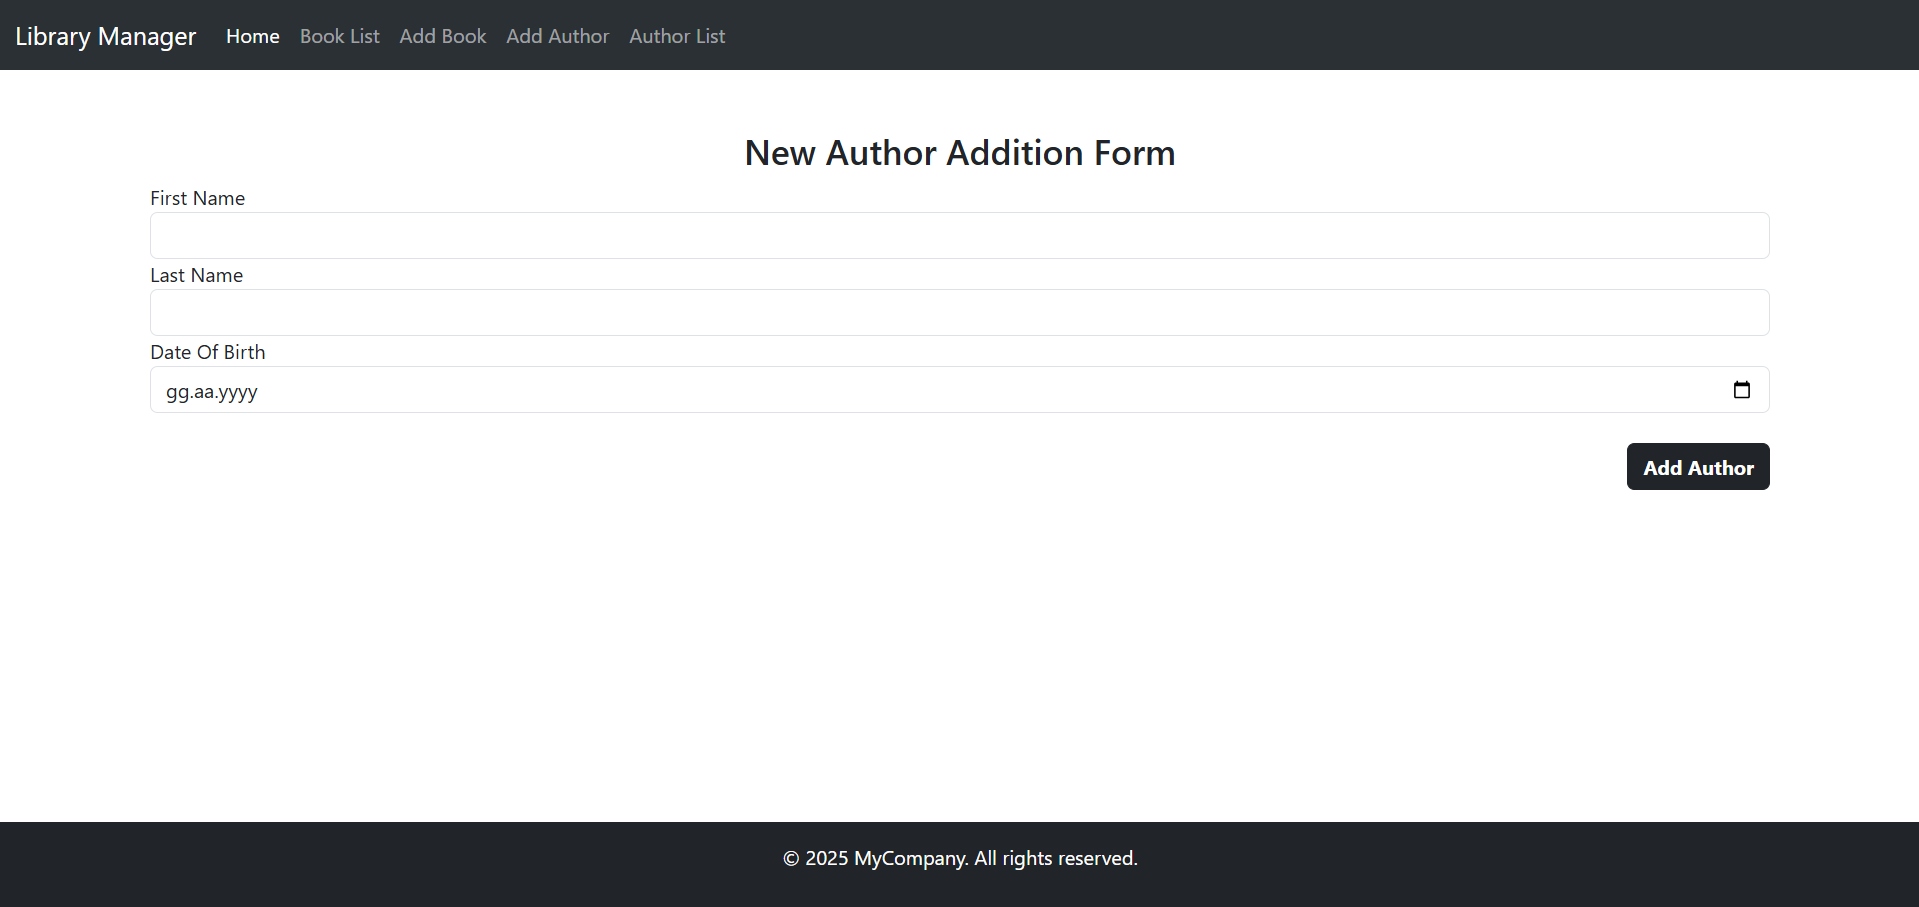 Library Manager Home Book List Add Book Add Author Author List
New Author Addition Form
First Name
Last Name
Date Of Birth
gg.aa.yyyy
Add Author
© 2025 MyCompany. All rights reserved.